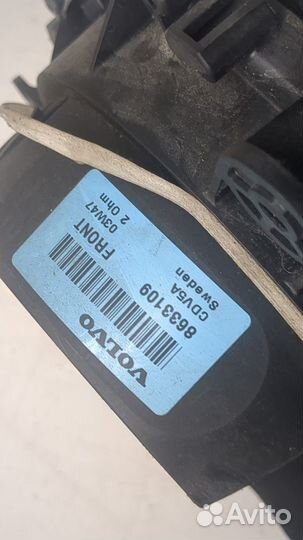 VOLVO
8633109 FRONT
CDV5A 03W47
Sweden 2 Ohm
Avito